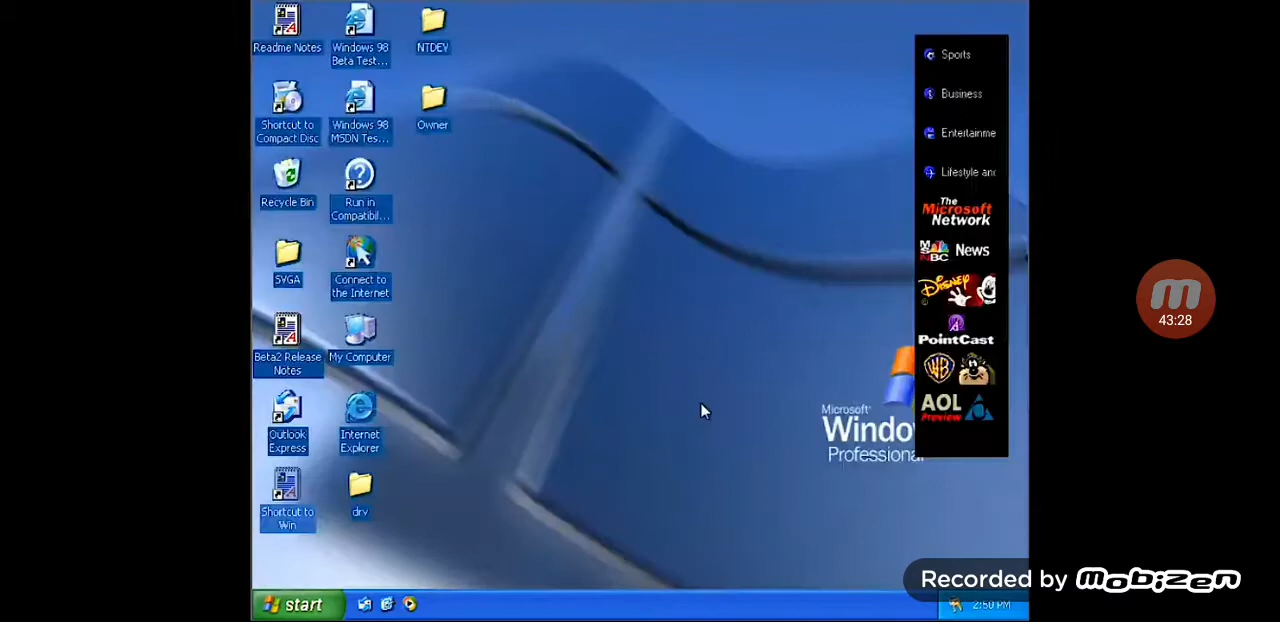 Readme Notes
Windows 98
Beta Test...
NTDEV
Shortcut to
Compact Disc
Windows 98
MSDN Tes...
Owner
Recycle Bin
Run in
Compatibil...
SVGA
Connect to
the Internet
Beta2 Release
Notes
My Computer
Outlook
Express
Internet
Explorer
Shortcut to
Win
drv
Sports
Business
Entertainme
Lifestyle and
The
Microsoft
Network
MSNBC News
Disney
PointCast
WB
AOL
Preview
Microsoft
Windo
Professional
43:28
Recorded by Mobizen
start
2:50 PM